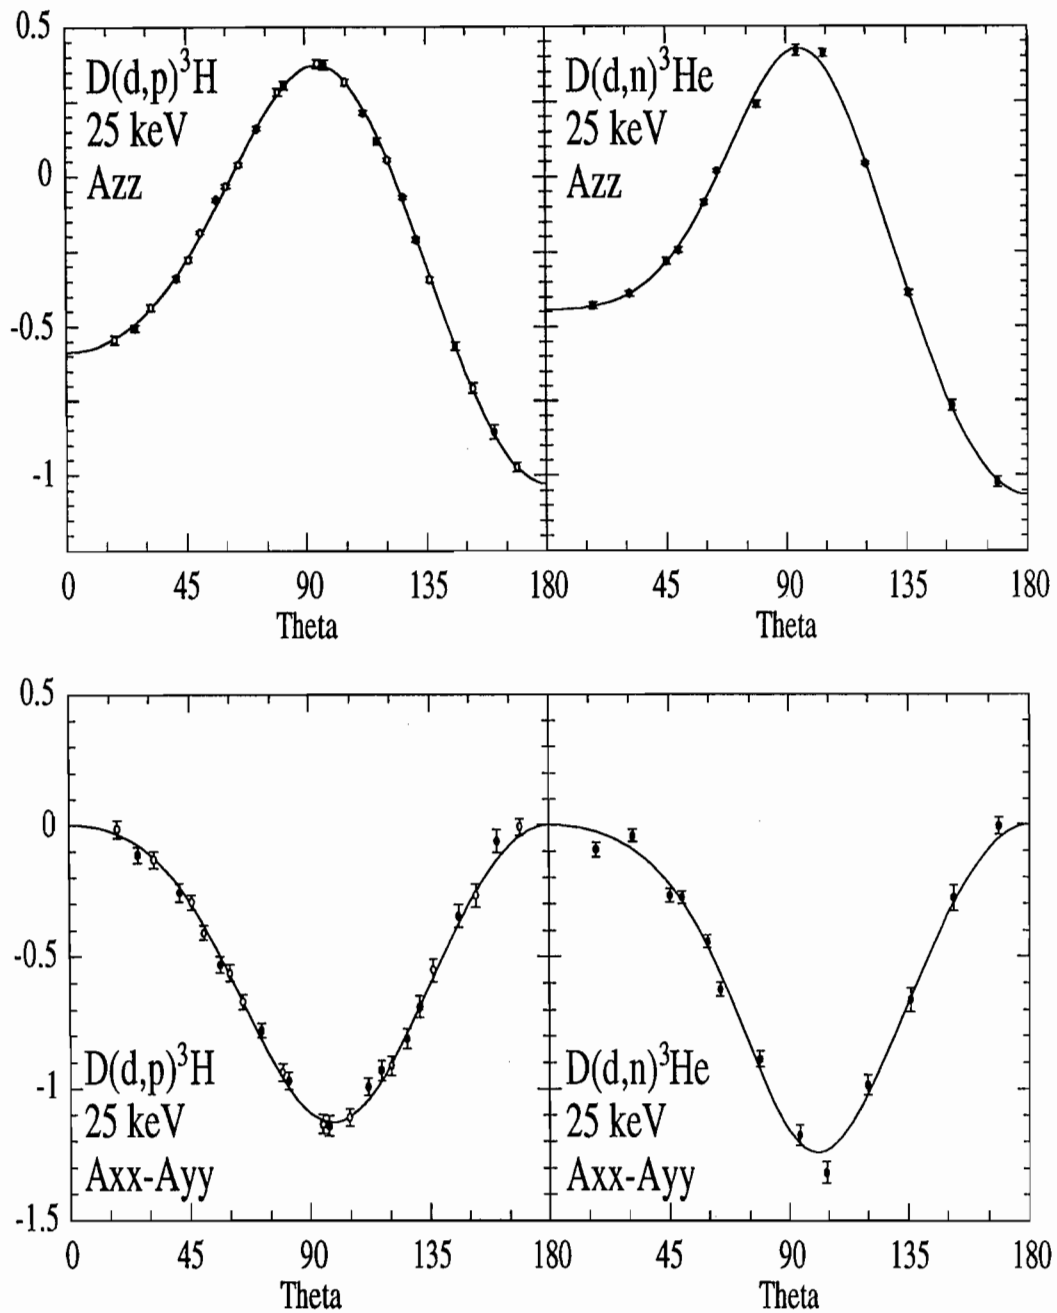 0.5
0
-0.5
-1
D(d,p)³H
25 keV
Azz
D(d,n)³He
25 keV
Azz
0 45 90 135 180 45 90 135 180
Theta Theta
0.5
0
-0.5
-1
-1.5
D(d,p)³H
25 keV
Axx-Ayy
D(d,n)³He
25 keV
Axx-Ayy
0 45 90 135 180 45 90 135 180
Theta Theta